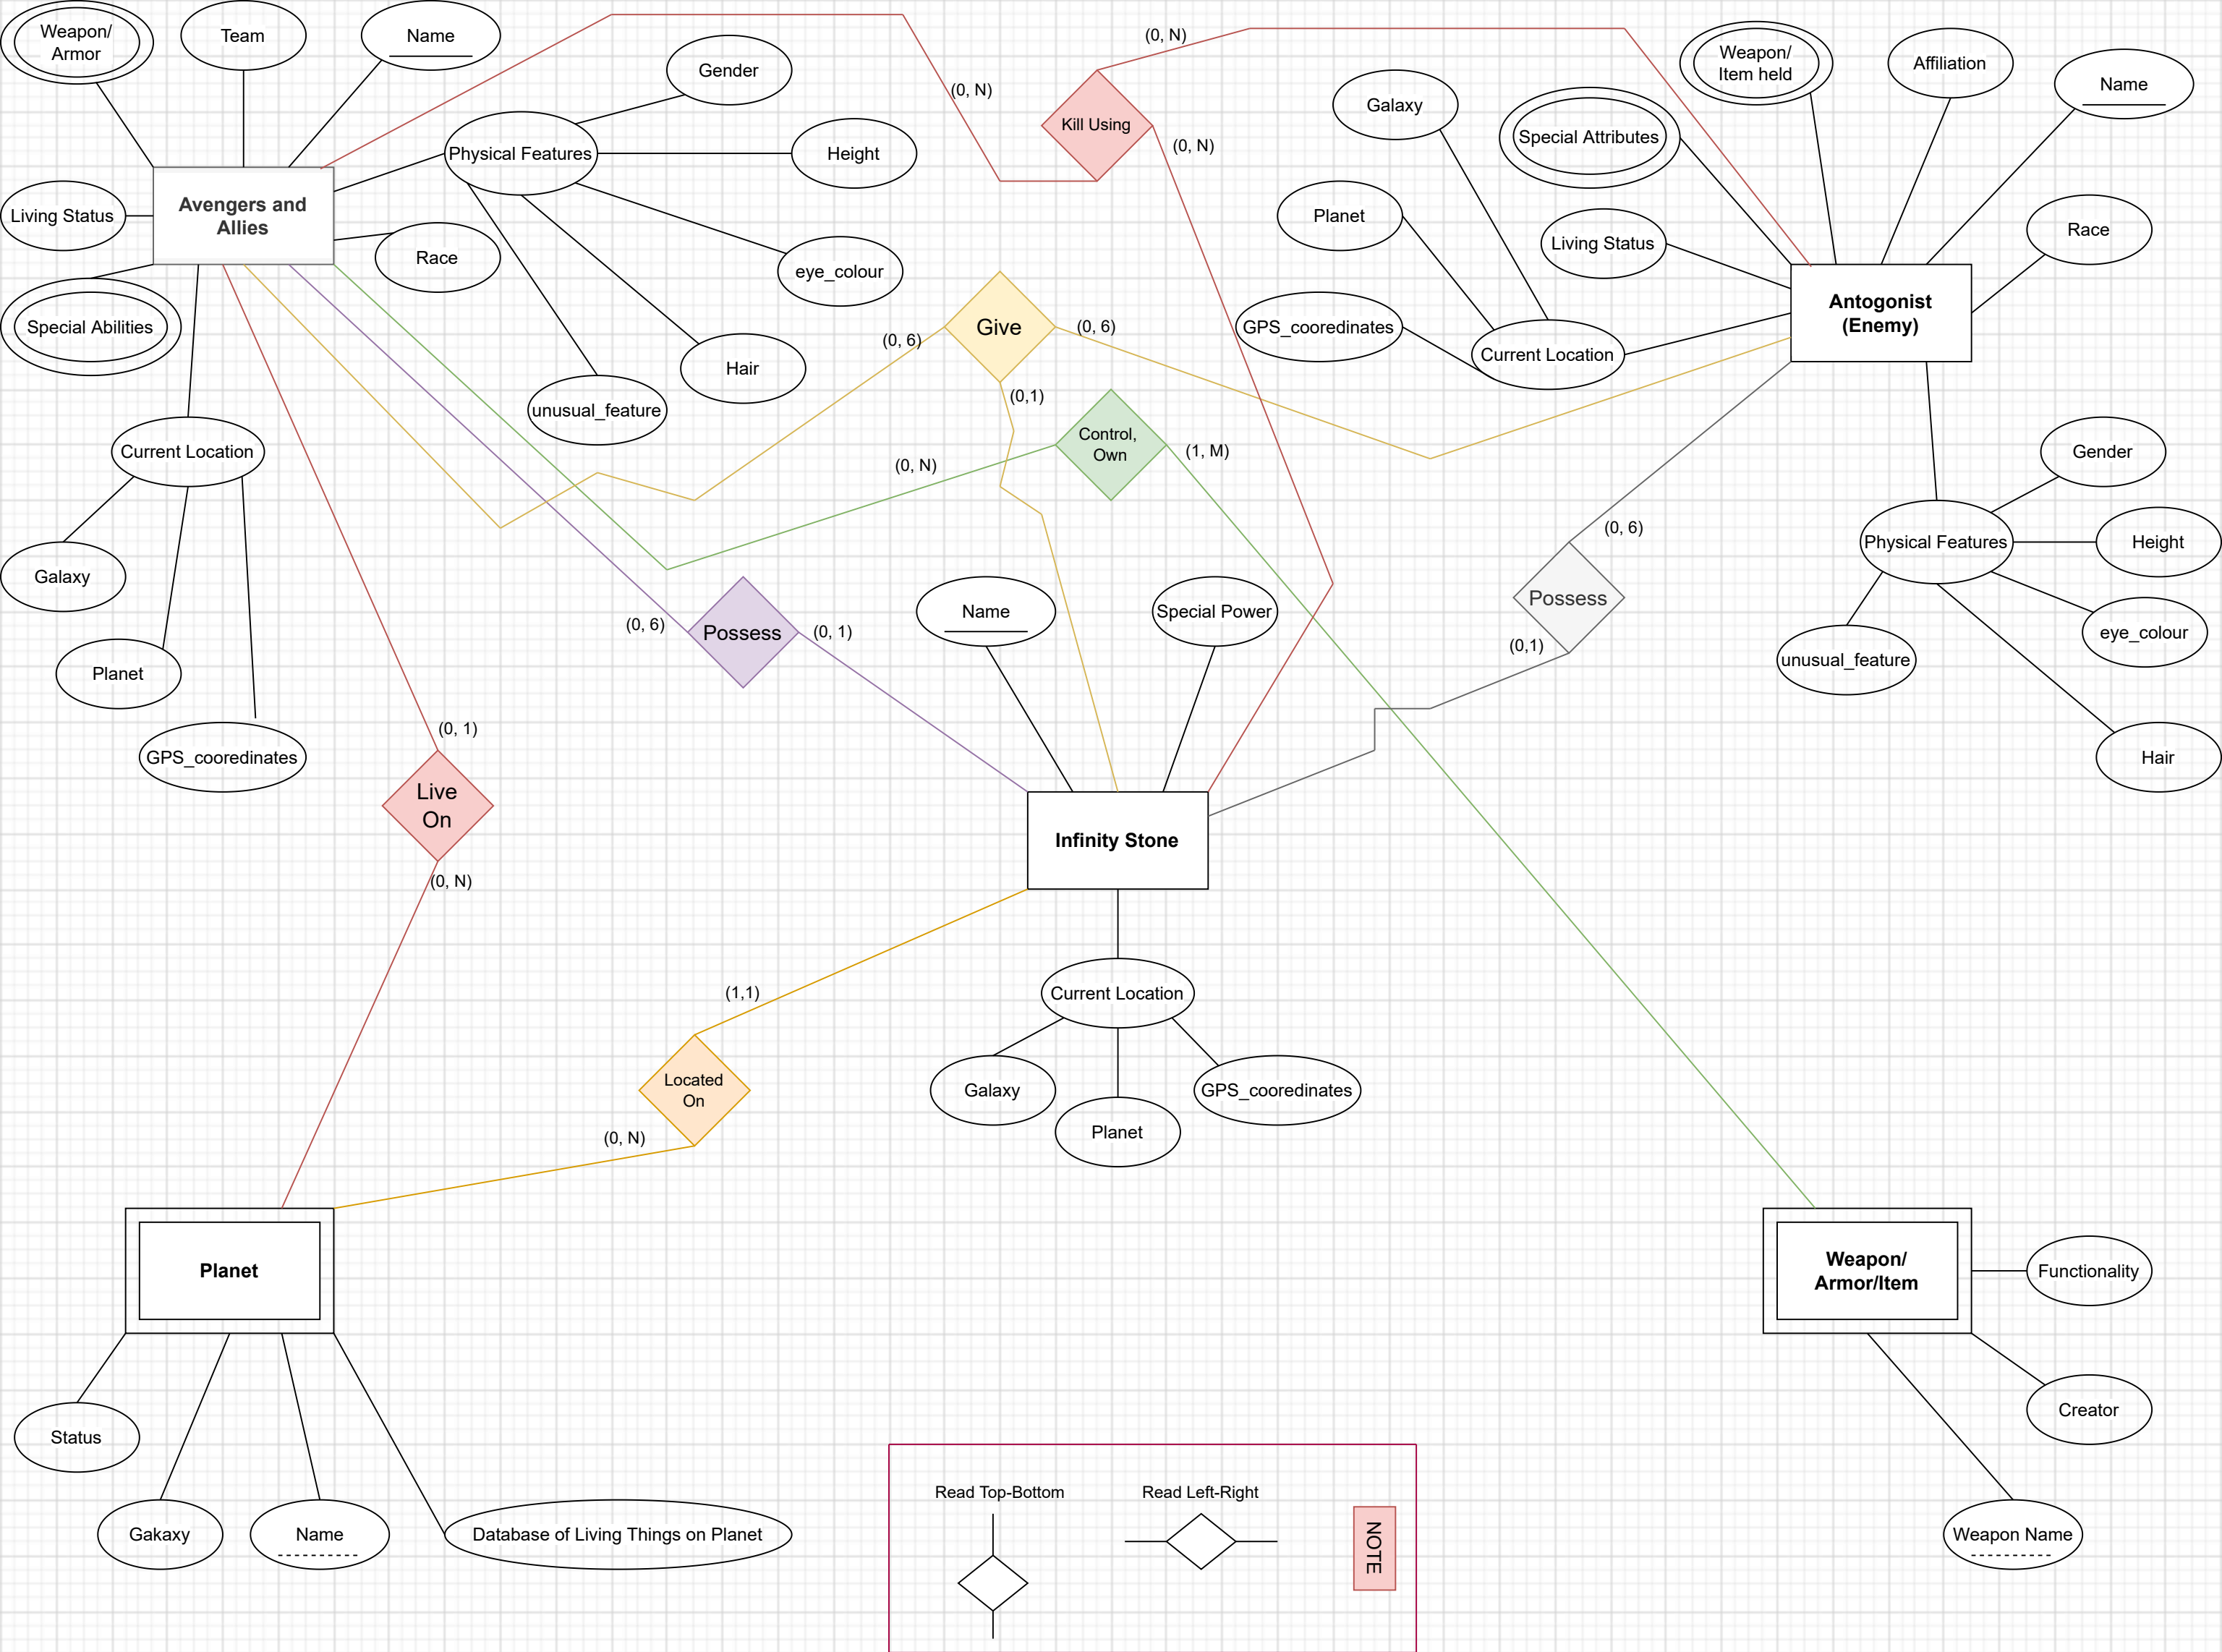 Weapon/
Armor
Team
Name
Gender
Physical Features
Height
Avengers and
Allies
Living Status
Race
eye_colour
Special Abilities
Hair
unusual_feature
Current Location
Galaxy
Planet
GPS_cooredinates
(0, N)
(0, N)
Kill Using
(0, N)
Galaxy
Weapon/
Item held
Affiliation
Name
Special Attributes
Planet
Living Status
Race
GPS_cooredinates
Current Location
Antogonist
(Enemy)
(0, 6)
Give
(0, 6)
(0,1)
(0, N)
Control,
Own
(1, M)
Gender
Physical Features
Height
eye_colour
unusual_feature
Hair
(0, 6)
Possess
(0,1)
(0, 6)
Possess
(0, 1)
Name
Special Power
Infinity Stone
(0, 1)
Live
On
(0, N)
Current Location
Galaxy
Planet
GPS_cooredinates
(1,1)
Located
On
(0, N)
Planet
Status
Gakaxy
Name
Database of Living Things on Planet
Weapon/
Armor/Item
Functionality
Creator
Weapon Name
Read Top-Bottom
Read Left-Right
NOTE